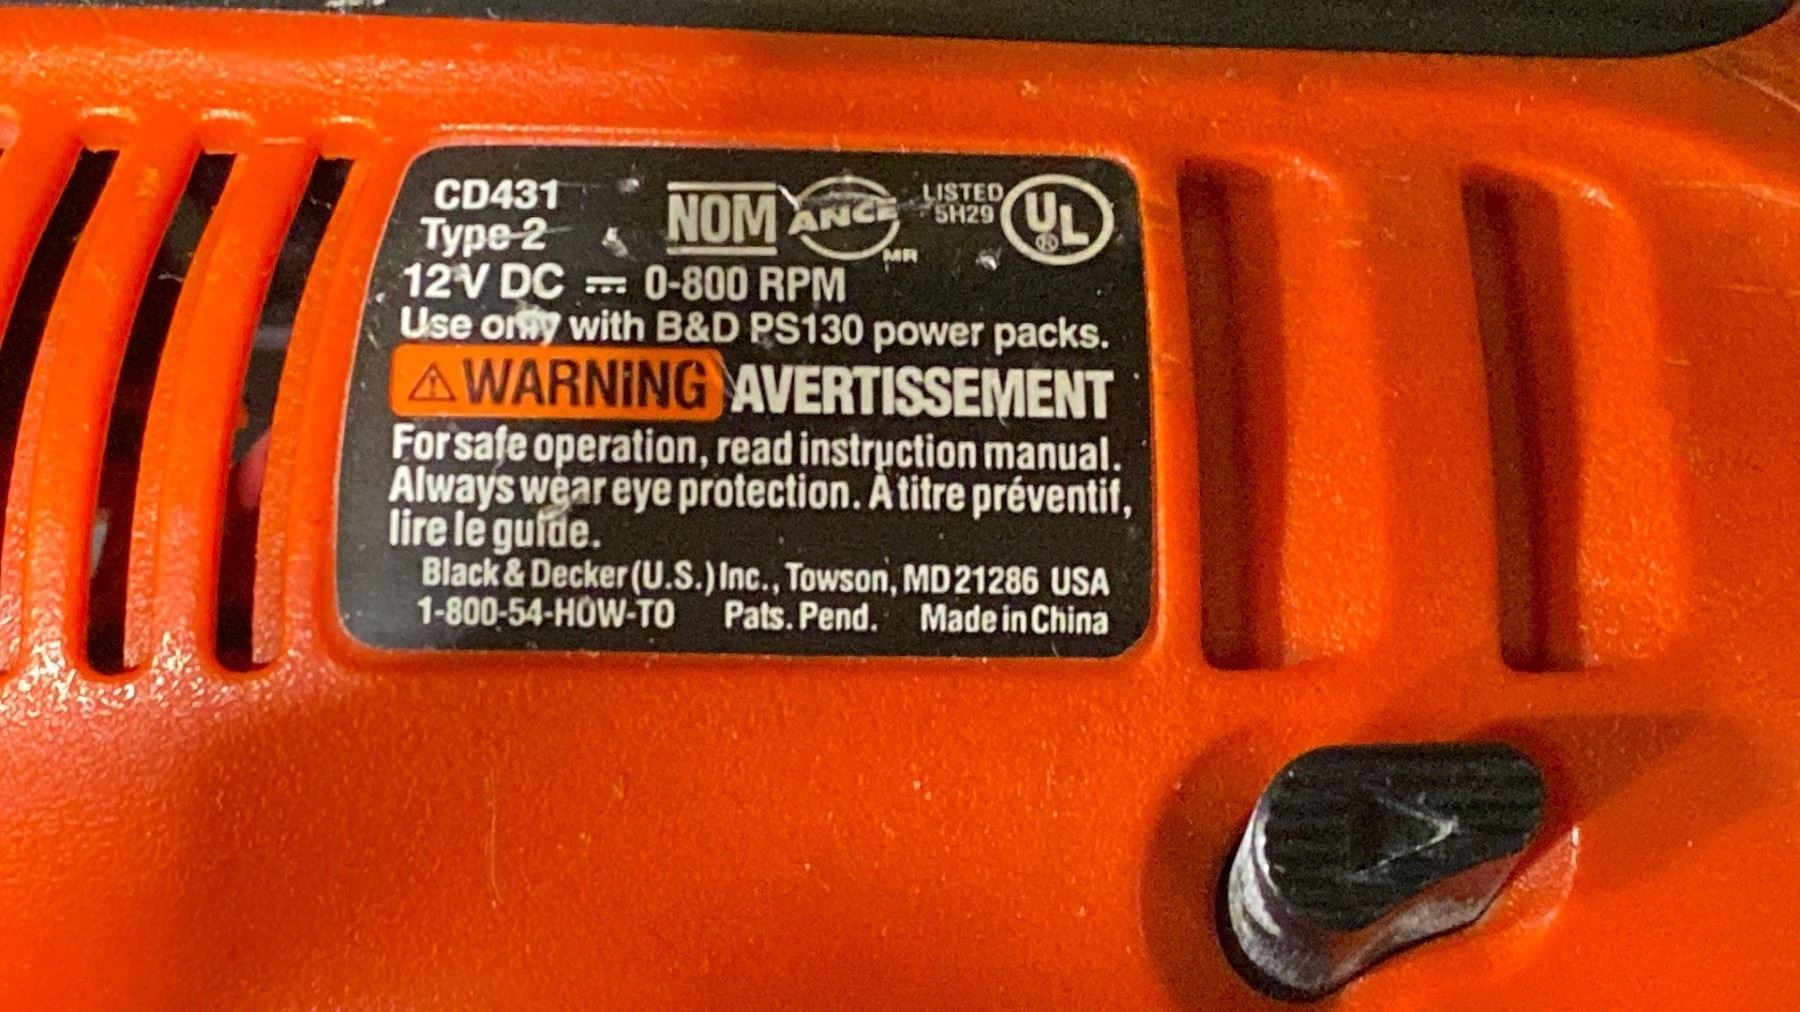 CD431
Type 2
NOM ANCE MR LISTED 5H29 UL ®
12V DC 0-800 RPM
Use only with B&D PS130 power packs.
⚠ WARNING AVERTISSEMENT
For safe operation, read instruction manual.
Always wear eye protection. A titre préventif,
lire le guide.
Black & Decker (U.S.) Inc., Towson, MD 21286 USA
1-800-54-HOW-TO Pats. Pend. Made in China